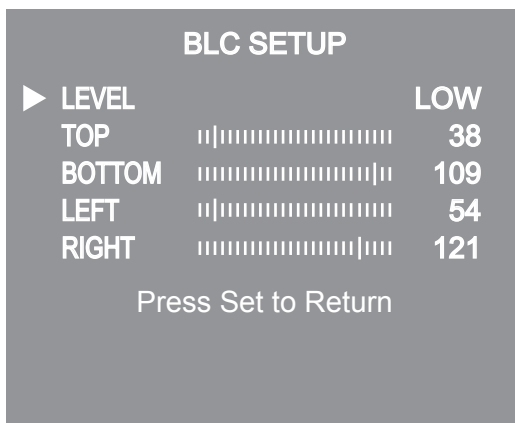 BLC SETUP
LEVEL LOW
TOP 38
BOTTOM 109
LEFT 54
RIGHT 121
Press Set to Return